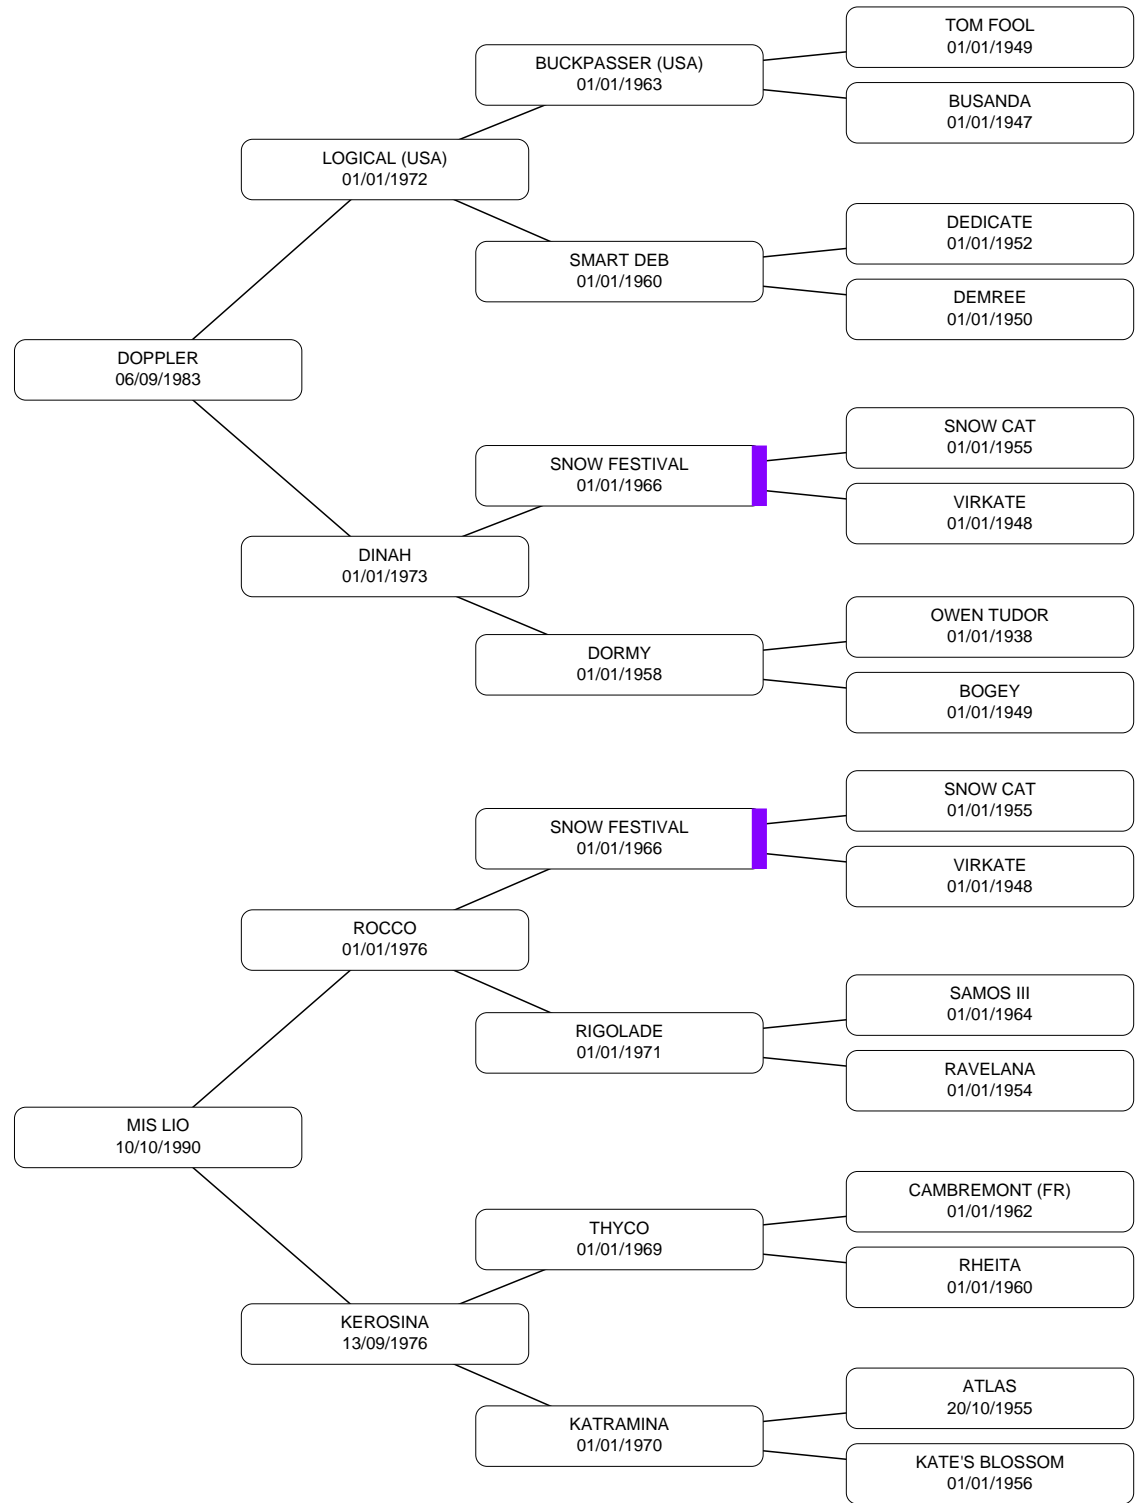 TOM FOOL
01/01/1949
BUCKPASSER (USA)
01/01/1963
BUSANDA
01/01/1947
LOGICAL (USA)
01/01/1972
DEDICATE
01/01/1952
SMART DEB
01/01/1960
DEMREE
01/01/1950
DOPPLER
06/09/1983
SNOW CAT
01/01/1955
SNOW FESTIVAL
01/01/1966
VIRKATE
01/01/1948
DINAH
01/01/1973
OWEN TUDOR
01/01/1938
DORMY
01/01/1958
BOGEY
01/01/1949
SNOW CAT
01/01/1955
SNOW FESTIVAL
01/01/1966
VIRKATE
01/01/1948
ROCCO
01/01/1976
SAMOS III
01/01/1964
RIGOLADE
01/01/1971
RAVELANA
01/01/1954
MIS LIO
10/10/1990
CAMBREMONT (FR)
01/01/1962
THYCO
01/01/1969
RHEITA
01/01/1960
KEROSINA
13/09/1976
ATLAS
20/10/1955
KATRAMINA
01/01/1970
KATE'S BLOSSOM
01/01/1956